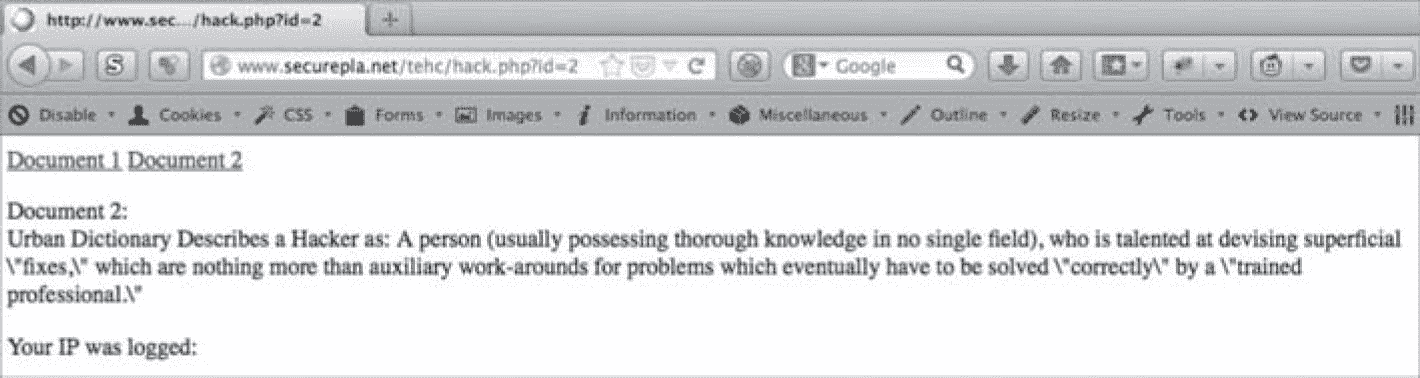 http://www.sec.../hack.php?id=2
www.securepla.net/tehc/hack.php?id=2 Google
Disable Cookies CSS Forms Images Information Miscellaneous Outline Resize Tools View Source
Document 1 Document 2
Document 2:
Urban Dictionary Describes a Hacker as: A person (usually possessing thorough knowledge in no single field), who is talented at devising superficial
\"fixes,\" which are nothing more than auxiliary work-arounds for problems which eventually have to be solved \"correctly\" by a \"trained
professional.\"
Your IP was logged: